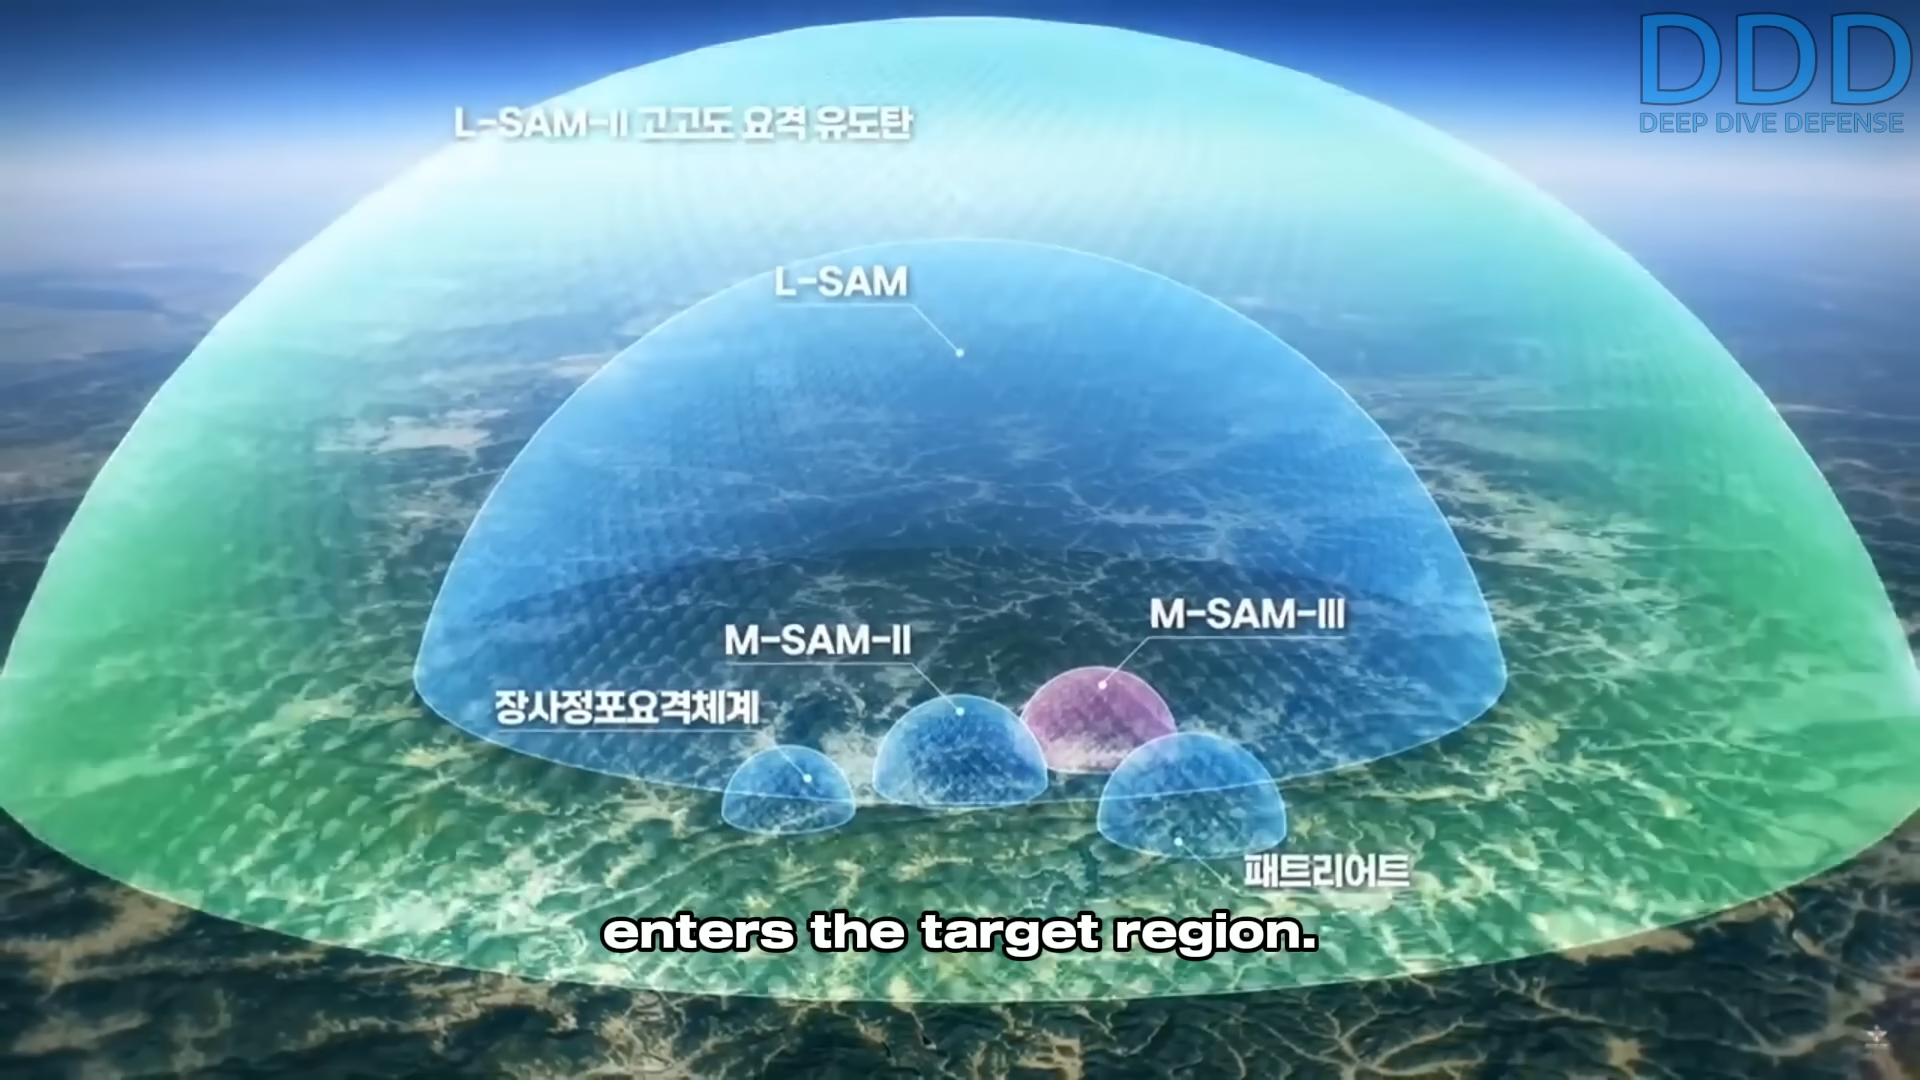 DDD
DEEP DIVE DEFENSE
L-SAM-II 고고도 요격 유도탄
L-SAM
M-SAM-III
M-SAM-II
장사정포요격체계
패트리어트
enters the target region.